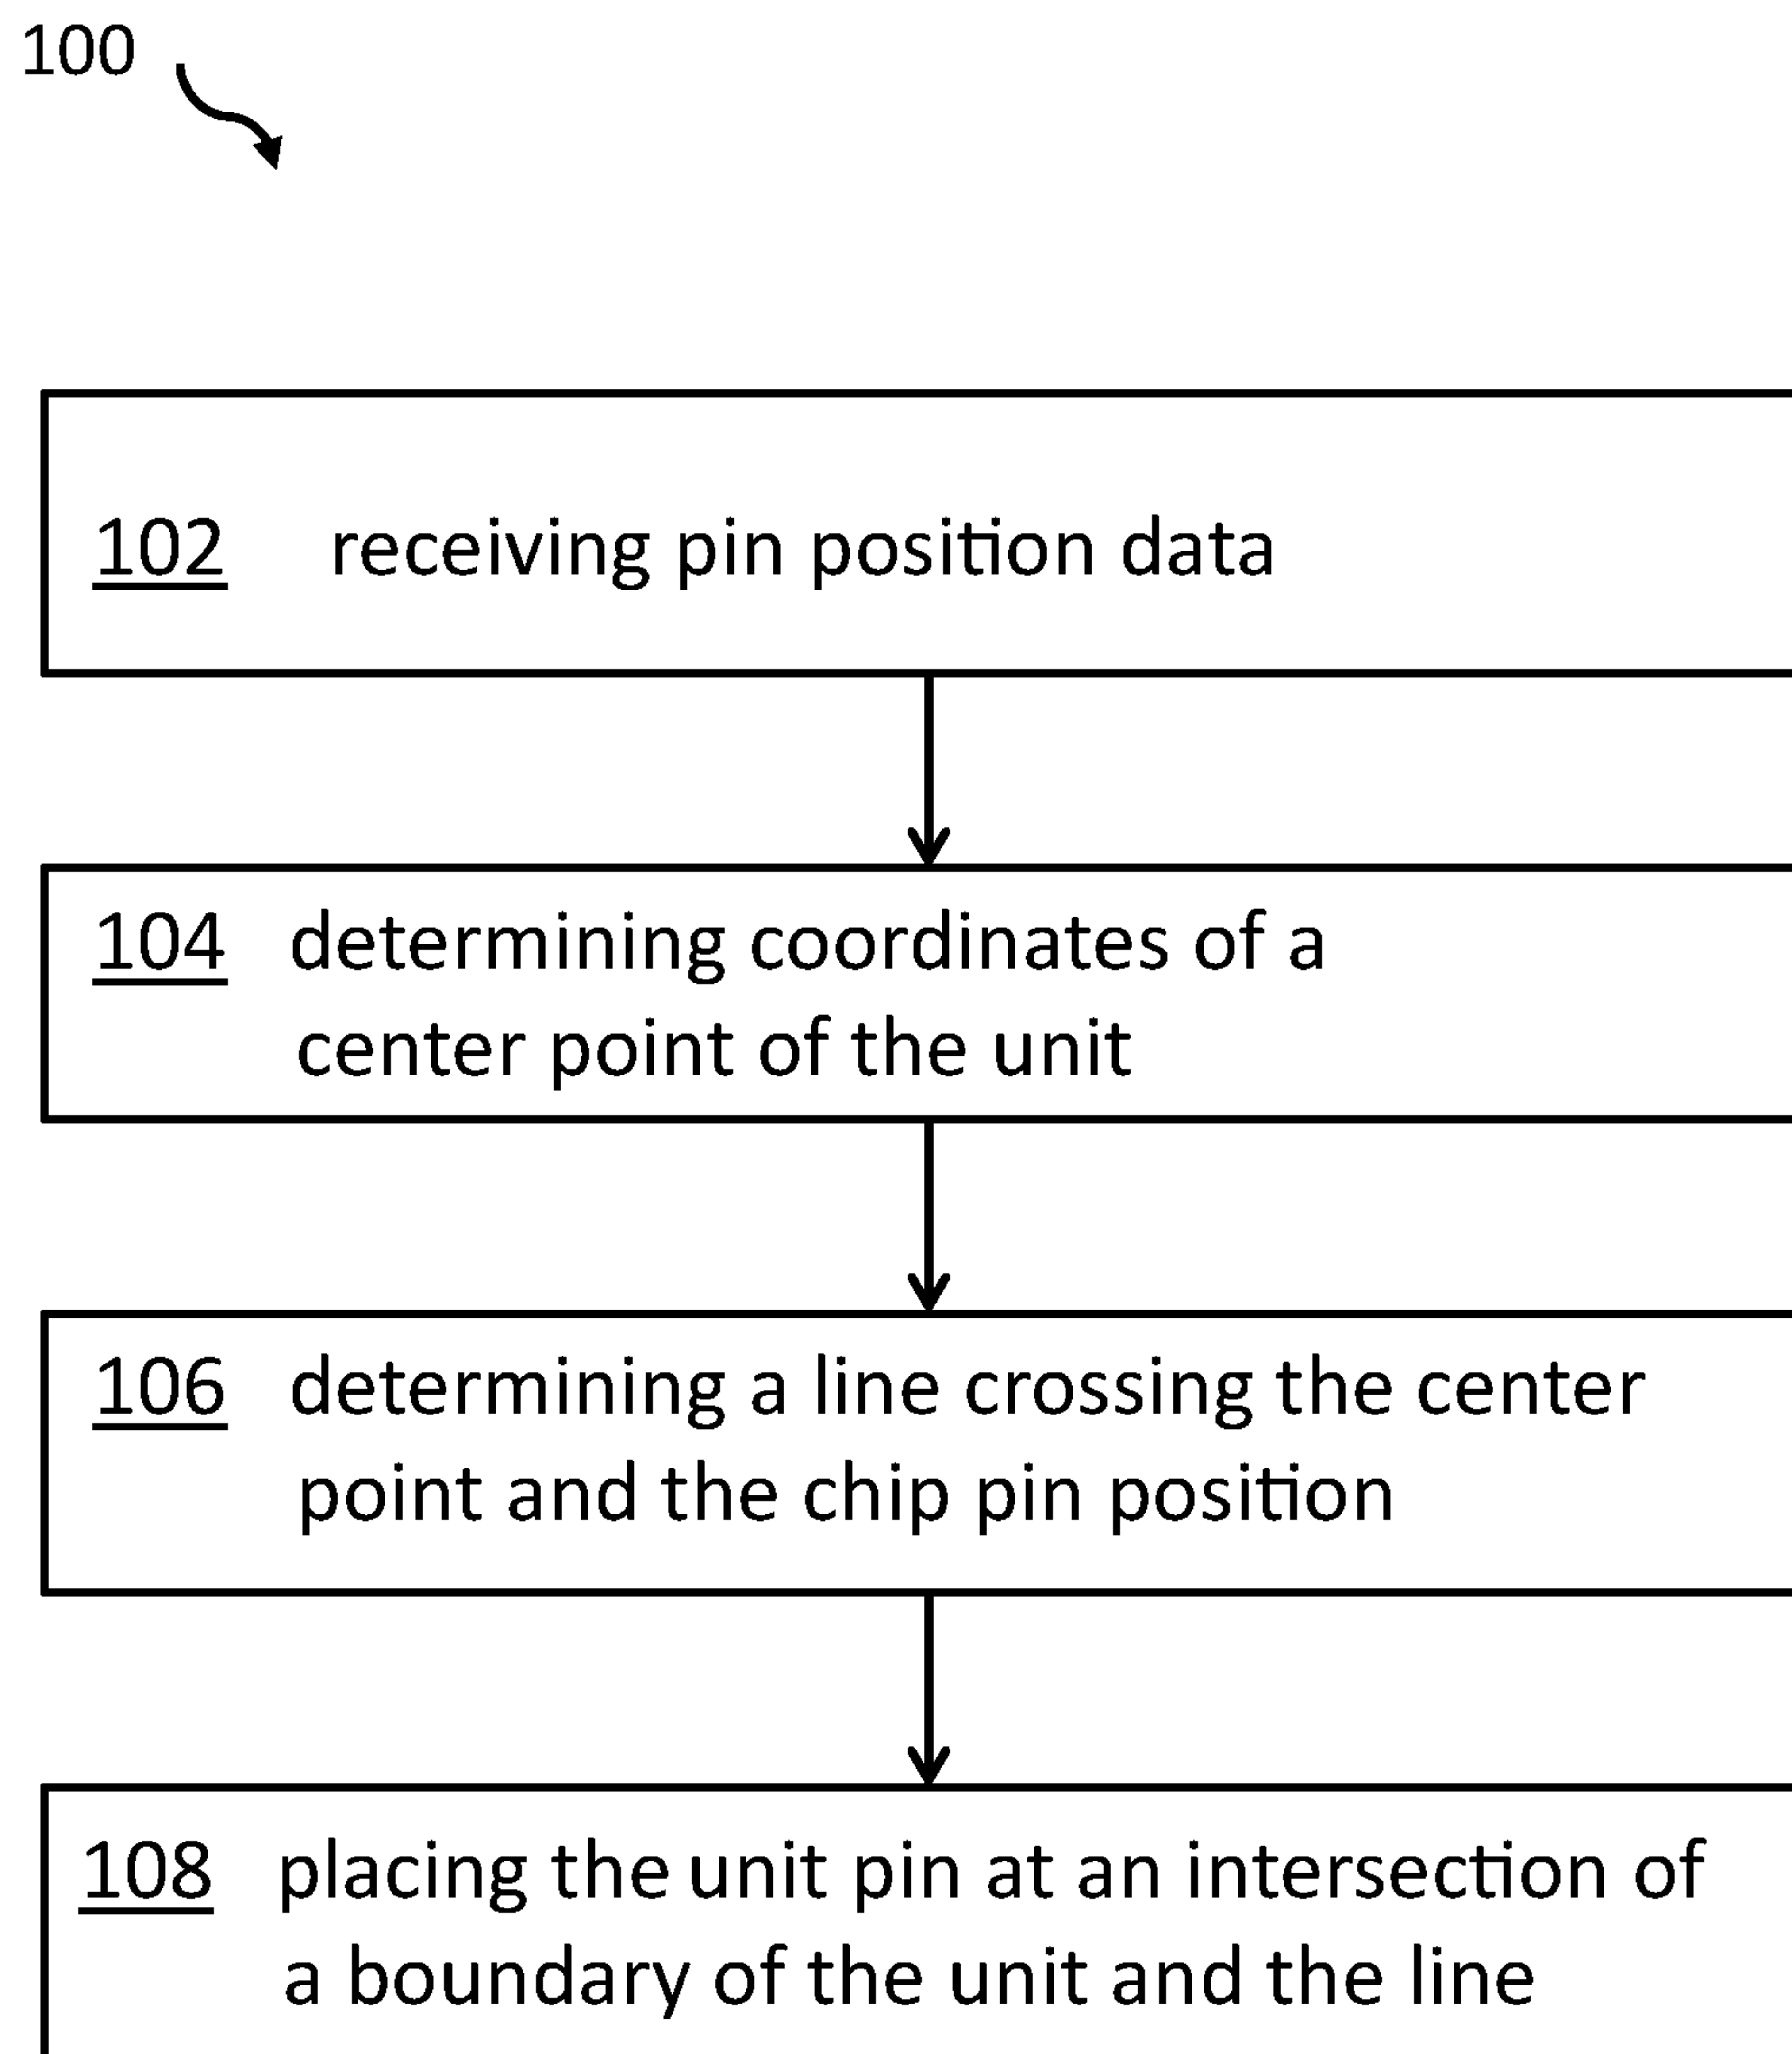 100
102 receiving pin position data
104 determining coordinates of a
center point of the unit
106 determining a line crossing the center
point and the chip pin position
108 placing the unit pin at an intersection of
a boundary of the unit and the line